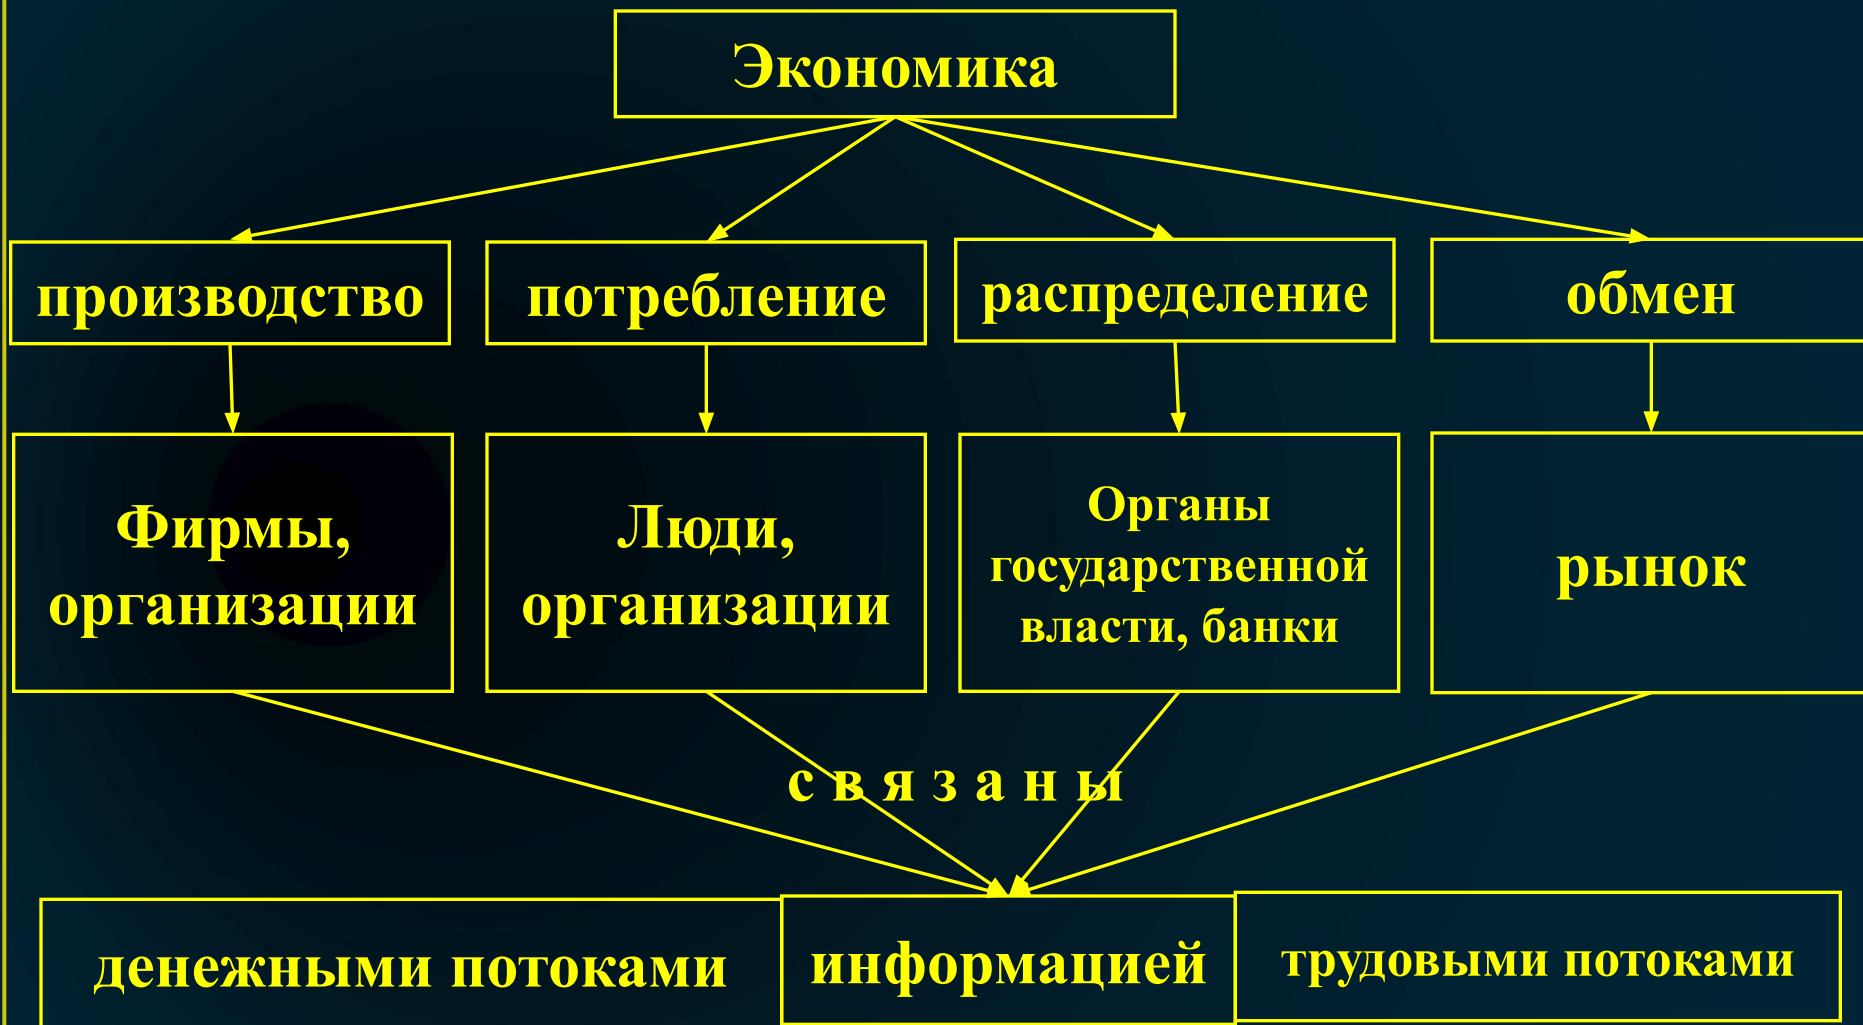 Экономика
производство
потребление
распределение
обмен
Фирмы,
организации
Люди,
организации
Органы
государственной
власти, банки
рынок
с в я з а н ы
денежными потоками
информацией
трудовыми потоками